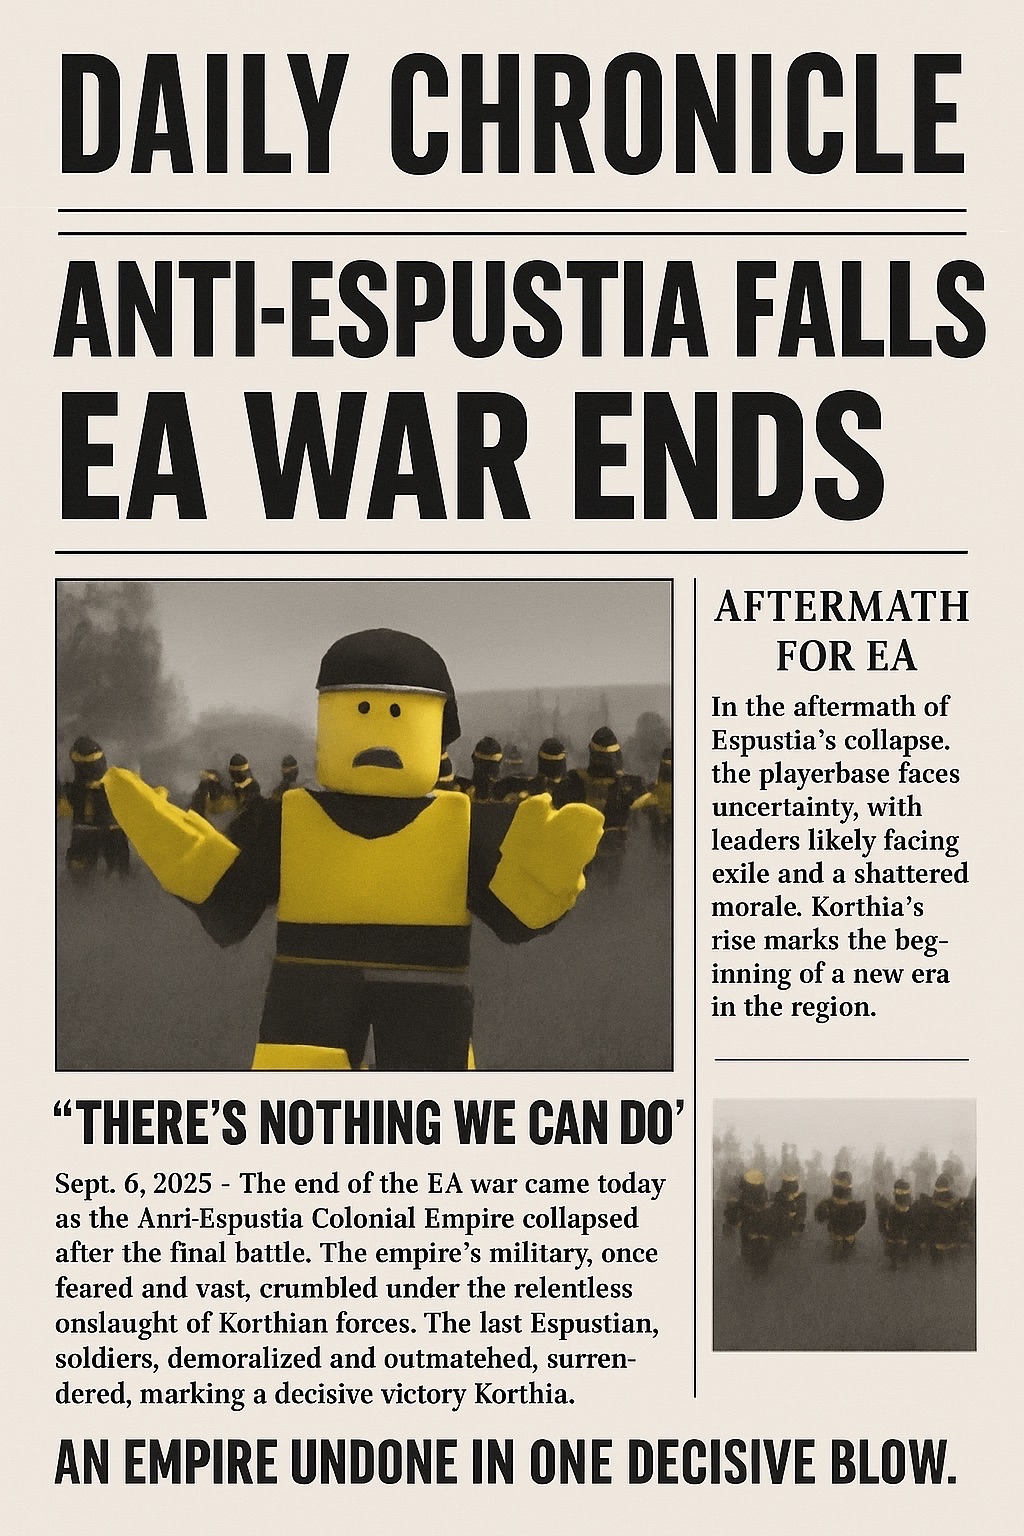 DAILY CHRONICLE
ANTI-ESPUSTIA FALLS
EA WAR ENDS
AFTERMATH
FOR EA
In the aftermath of
Espustia’s collapse.
the playerbase faces
uncertainty, with
leaders likely facing
exile and a shattered
morale. Korthia’s
rise marks the beg-
inning of a new era
in the region.
“THERE’S NOTHING WE CAN DO’
Sept. 6, 2025 - The end of the EA war came today
as the Anri-Espustia Colonial Empire collapsed
after the final battle. The empire’s military, once
feared and vast, crumbled under the relentless
onslaught of Korthian forces. The last Espustian,
soldiers, demoralized and outmatehed, surren-
dered, marking a decisive victory Korthia.
AN EMPIRE UNDONE IN ONE DECISIVE BLOW.